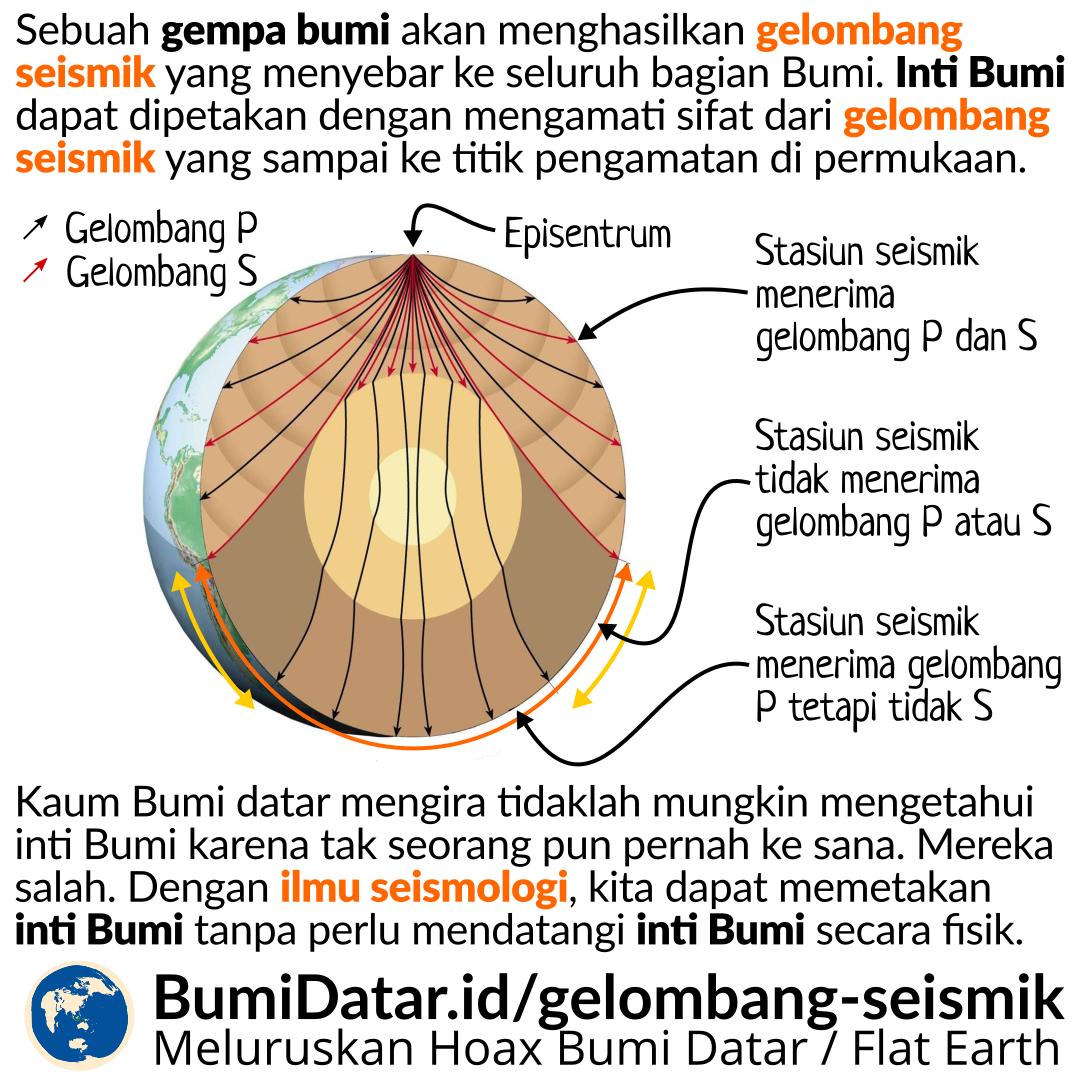 Sebuah gempa bumi akan menghasilkan gelombang
seismik yang menyebar ke seluruh bagian Bumi. Inti Bumi
dapat dipetakan dengan mengamati sifat dari gelombang
seismik yang sampai ke titik pengamatan di permukaan.
Gelombang P
Gelombang S
Episentrum
Stasiun seismik
menerima
gelombang P dan S
Stasiun seismik
tidak menerima
gelombang P atau S
Stasiun seismik
menerima gelombang
P tetapi tidak S
Kaum Bumi datar mengira tidaklah mungkin mengetahui
inti Bumi karena tak seorang pun pernah ke sana. Mereka
salah. Dengan ilmu seismologi, kita dapat memetakan
inti Bumi tanpa perlu mendatangi inti Bumi secara fisik.
BumiDatar.id/gelombang-seismik
Meluruskan Hoax Bumi Datar / Flat Earth